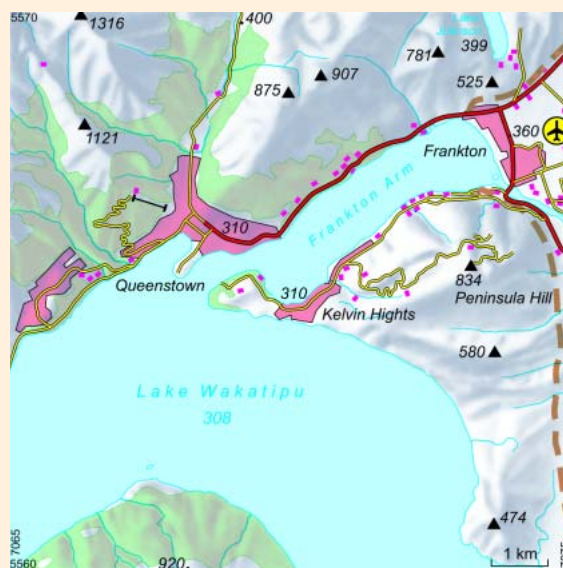 5570
1316
400
Lake
781
399
907
875
525
1121
360
Frankton
Frankton Arm
310
Queenstown
310
834
Kelvin Hights
Peninsula Hill
580
Lake Wakatipu
308
474
7065
5560
920
1 km